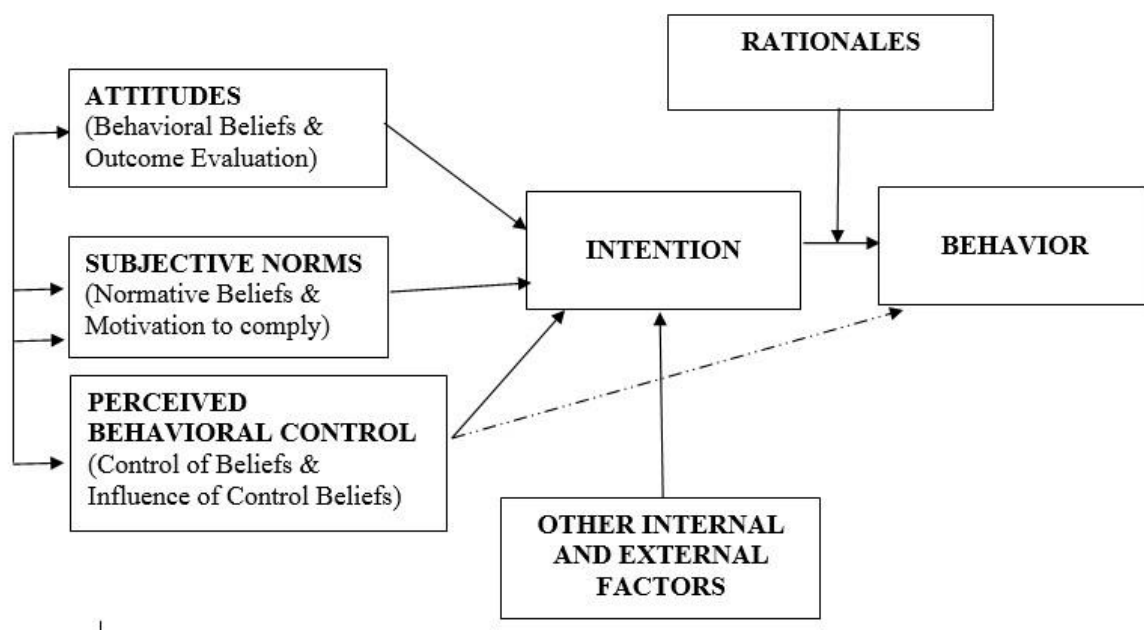 RATIONALES
ATTITUDES
(Behavioral Beliefs &
Outcome Evaluation)
SUBJECTIVE NORMS
(Normative Beliefs &
Motivation to comply)
PERCEIVED
BEHAVIORAL CONTROL
(Control of Beliefs &
Influence of Control Beliefs)
INTENTION
BEHAVIOR
OTHER INTERNAL
AND EXTERNAL
FACTORS